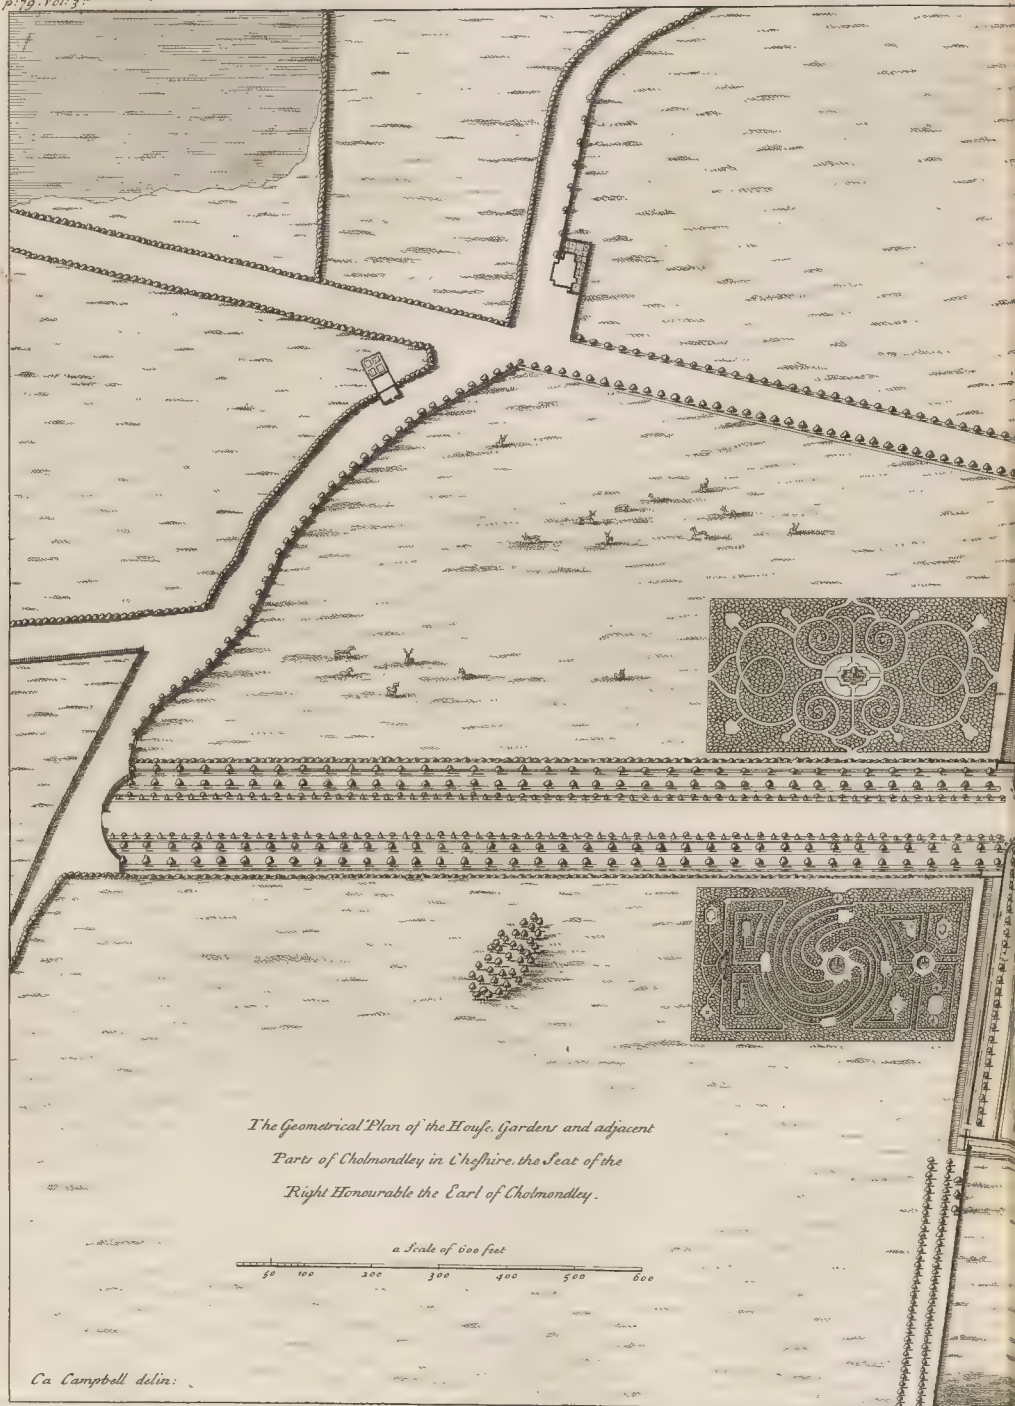 p: 79. Vol: 3:
The Geometrical Plan of the Houſe, Gardens and adjacent
Parts of Cholmondley in Cheſhire, the Seat of the
Right Honourable the Earl of Cholmondley.
a Scale of 600 feet
50 100 200 300 400 500 600
Ca Campbell delin: